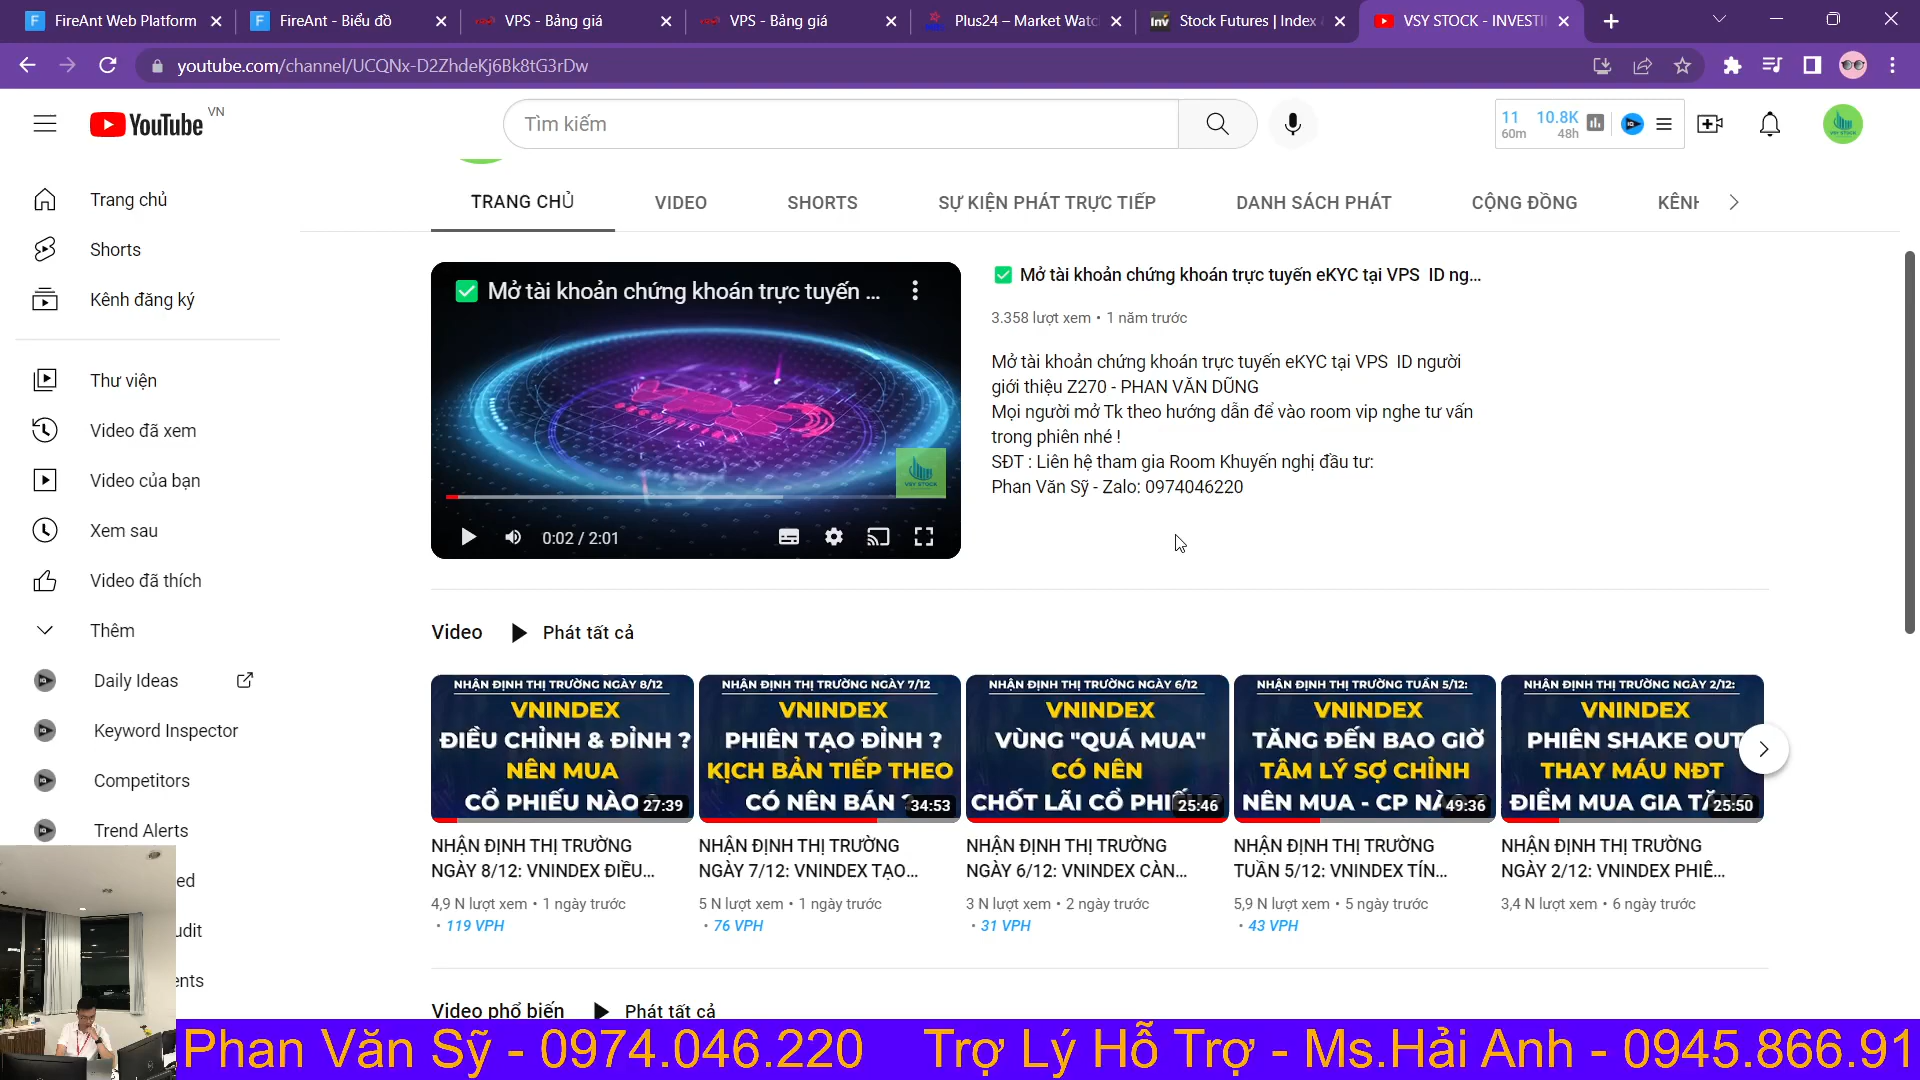 FireAnt Web Platform
FireAnt - Biểu đồ
VPS - Bảng giá
VPS - Bảng giá
Plus24 – Market Watc
Stock Futures | Index
VSY STOCK - INVESTI
youtube.com/channel/UCQNx-D2ZhdeKj6Bk8tG3rDw
YouTube VN
Tìm kiếm
11 10.8K
60m 48h
Trang chủ
Shorts
Kênh đăng ký
Thư viện
Video đã xem
Video của bạn
Xem sau
Video đã thích
Thêm
Daily Ideas
Keyword Inspector
Competitors
Trend Alerts
ed
udit
ents
TRANG CHỦ
VIDEO
SHORTS
SỰ KIỆN PHÁT TRỰC TIẾP
DANH SÁCH PHÁT
CỘNG ĐỒNG
KÊNH
Mở tài khoản chứng khoán trực tuyến ...
VSY STOCK
0:02 / 2:01
Mở tài khoản chứng khoán trực tuyến eKYC tại VPS ID ng...
3.358 lượt xem • 1 năm trước
Mở tài khoản chứng khoán trực tuyến eKYC tại VPS ID người
giới thiệu Z270 - PHAN VĂN DŨNG
Mọi người mở Tk theo hướng dẫn để vào room vip nghe tư vấn
trong phiên nhé !
SĐT : Liên hệ tham gia Room Khuyến nghị đầu tư:
Phan Văn Sỹ - Zalo: 0974046220
Video
Phát tất cả
NHẬN ĐỊNH THỊ TRƯỜNG NGÀY 8/12
VNINDEX
ĐIỀU CHỈNH & ĐỈNH ?
NÊN MUA
CỔ PHIẾU NÀO
27:39
NHẬN ĐỊNH THỊ TRƯỜNG
NGÀY 8/12: VNINDEX ĐIỀU...
4,9 N lượt xem • 1 ngày trước
• 119 VPH
NHẬN ĐỊNH THỊ TRƯỜNG NGÀY 7/12
VNINDEX
PHIÊN TẠO ĐỈNH ?
KỊCH BẢN TIẾP THEO
CÓ NÊN BÁN ?
34:53
NHẬN ĐỊNH THỊ TRƯỜNG
NGÀY 7/12: VNINDEX TẠO...
5 N lượt xem • 1 ngày trước
• 76 VPH
NHẬN ĐỊNH THỊ TRƯỜNG NGÀY 6/12
VNINDEX
VÙNG "QUÁ MUA"
CÓ NÊN
CHỐT LÃI CỔ PHIẾU
25:46
NHẬN ĐỊNH THỊ TRƯỜNG
NGÀY 6/12: VNINDEX CÀN...
3 N lượt xem • 2 ngày trước
• 31 VPH
NHẬN ĐỊNH THỊ TRƯỜNG TUẦN 5/12:
VNINDEX
TĂNG ĐẾN BAO GIỜ
TÂM LÝ SỢ CHỈNH
NÊN MUA - CP NÀ
49:36
NHẬN ĐỊNH THỊ TRƯỜNG
TUẦN 5/12: VNINDEX TÍN...
5,9 N lượt xem • 5 ngày trước
• 43 VPH
NHẬN ĐỊNH THỊ TRƯỜNG NGÀY 2/12:
VNINDEX
PHIÊN SHAKE OUT
THAY MÁU NĐT
ĐIỂM MUA GIA TĂ
25:50
NHẬN ĐỊNH THỊ TRƯỜNG
NGÀY 2/12: VNINDEX PHIÊ...
3,4 N lượt xem • 6 ngày trước
Video phổ biến
Phát tất cả
Phan Văn Sỹ - 0974.046.220 Trợ Lý Hỗ Trợ - Ms.Hải Anh - 0945.866.91